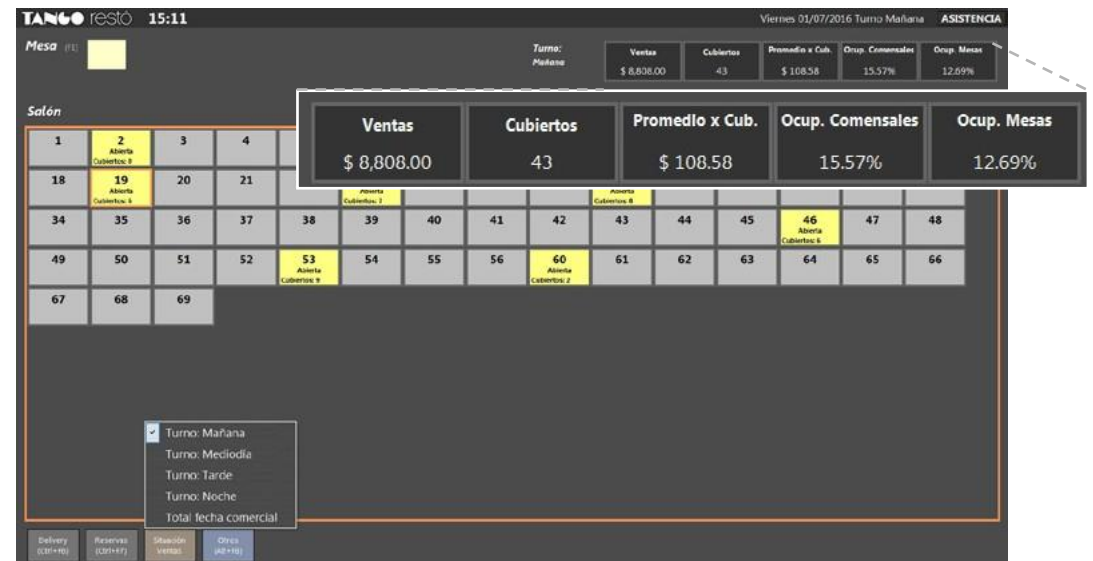 TANGO restó 15:11 Viernes 01/07/2016 Turno Mañana ASISTENCIA
Mesa
Turno:
Mañana
Ventas Cubiertos Promedio x Cub. Ocup. Comensales Ocup. Mesas
$ 8,808.00 43 $ 108.58 15.57% 12.69%
Salón
Ventas Cubiertos Promedio x Cub. Ocup. Comensales Ocup. Mesas
$ 8,808.00 43 $ 108.58 15.57% 12.69%
1 2 3 4
Abierta
Cubiertos: 8
18 19 20 21
Abierta Abierta Abierta
Cubiertos: 6 Cubiertos: 8
34 35 36 37 38 39 40 41 42 43 44 45 46 47 48
Abierta
Cubiertos: 6
49 50 51 52 53 54 55 56 60 61 62 63 64 65 66
Abierta Abierta
Cubiertos: 9 Cubiertos: 2
67 68 69
Turno: Mañana
Turno: Mediodía
Turno: Tarde
Turno: Noche
Total fecha comercial
Delivery Reservas Situación Otros
(Ctrl+F6) (Ctrl+F7) Ventas (Alt+F8)